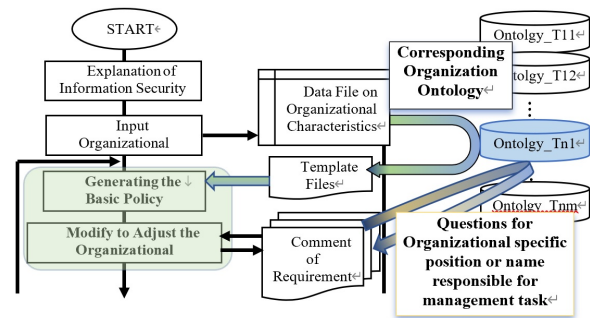 START
Explanation of
Information Security
Input
Organizational
Generating the
Basic Policy
Modify to Adjust the
Organizational
Data File on
Organizational
Characteristics
Template
Files
Comment
of
Requirement
Corresponding
Organization
Ontology
Ontolgy_T11
tolgy_T12
Ontolgy_Tn1
Ontolgy_Tnm
Questions for
Organizational specific
position or name
responsible for
management task